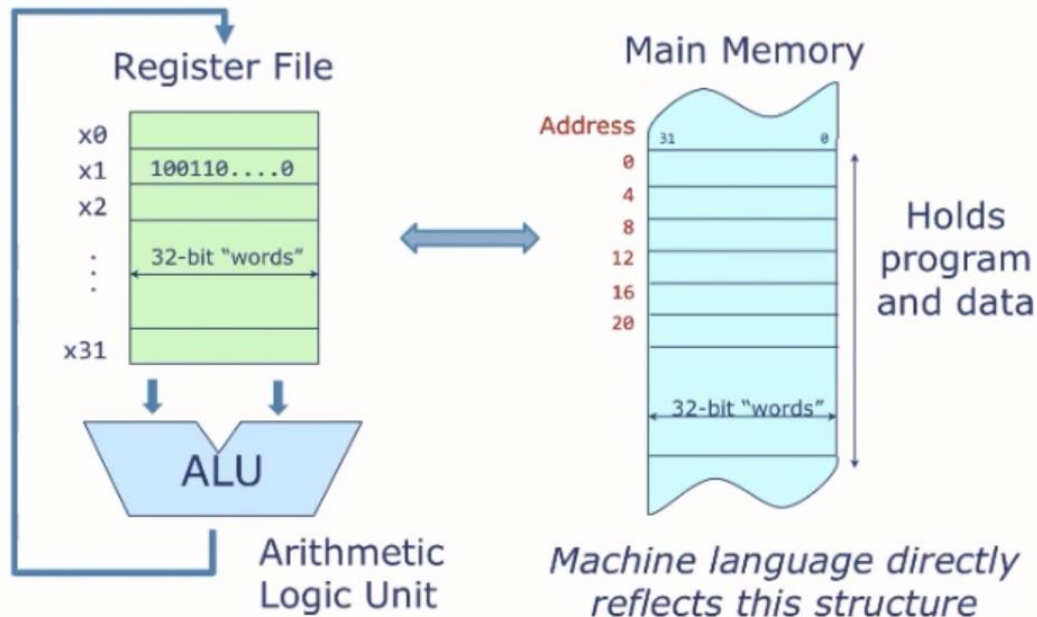 Register File
x0
x1
100110....0
x2
⋮
32-bit “words”
x31
ALU
Arithmetic
Logic Unit
Main Memory
Address
31 0
0
4
8
12
16
20
32-bit “words”
Holds
program
and data
Machine language directly
reflects this structure